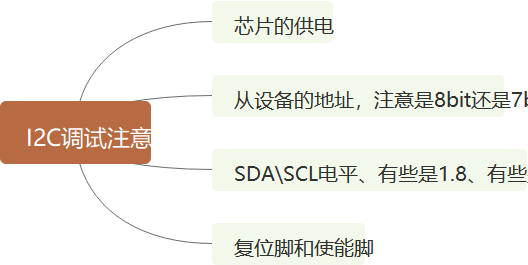 芯片的供电
从设备的地址，注意是8bit还是7b
I2C调试注意
SDA\SCL电平、有些是1.8、有些
复位脚和使能脚